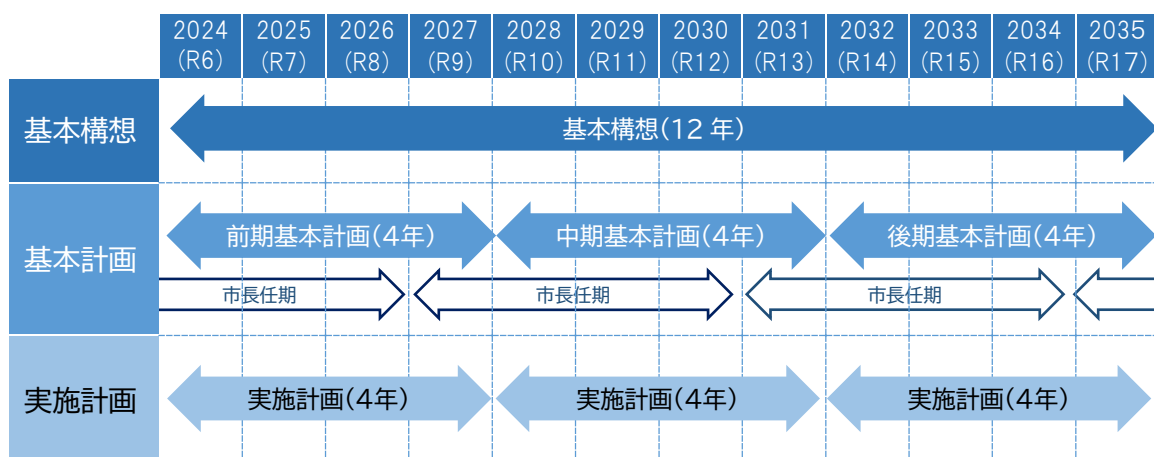 2024 2025 2026 2027 2028 2029 2030 2031 2032 2033 2034 2035
(R6) (R7) (R8) (R9) (R10) (R11) (R12) (R13) (R14) (R15) (R16) (R17)
基本構想 基本構想(12年)
前期基本計画(4年) 中期基本計画(4年) 後期基本計画(4年)
基本計画
市長任期 市長任期 市長任期
実施計画 実施計画(4年) 実施計画(4年) 実施計画(4年)